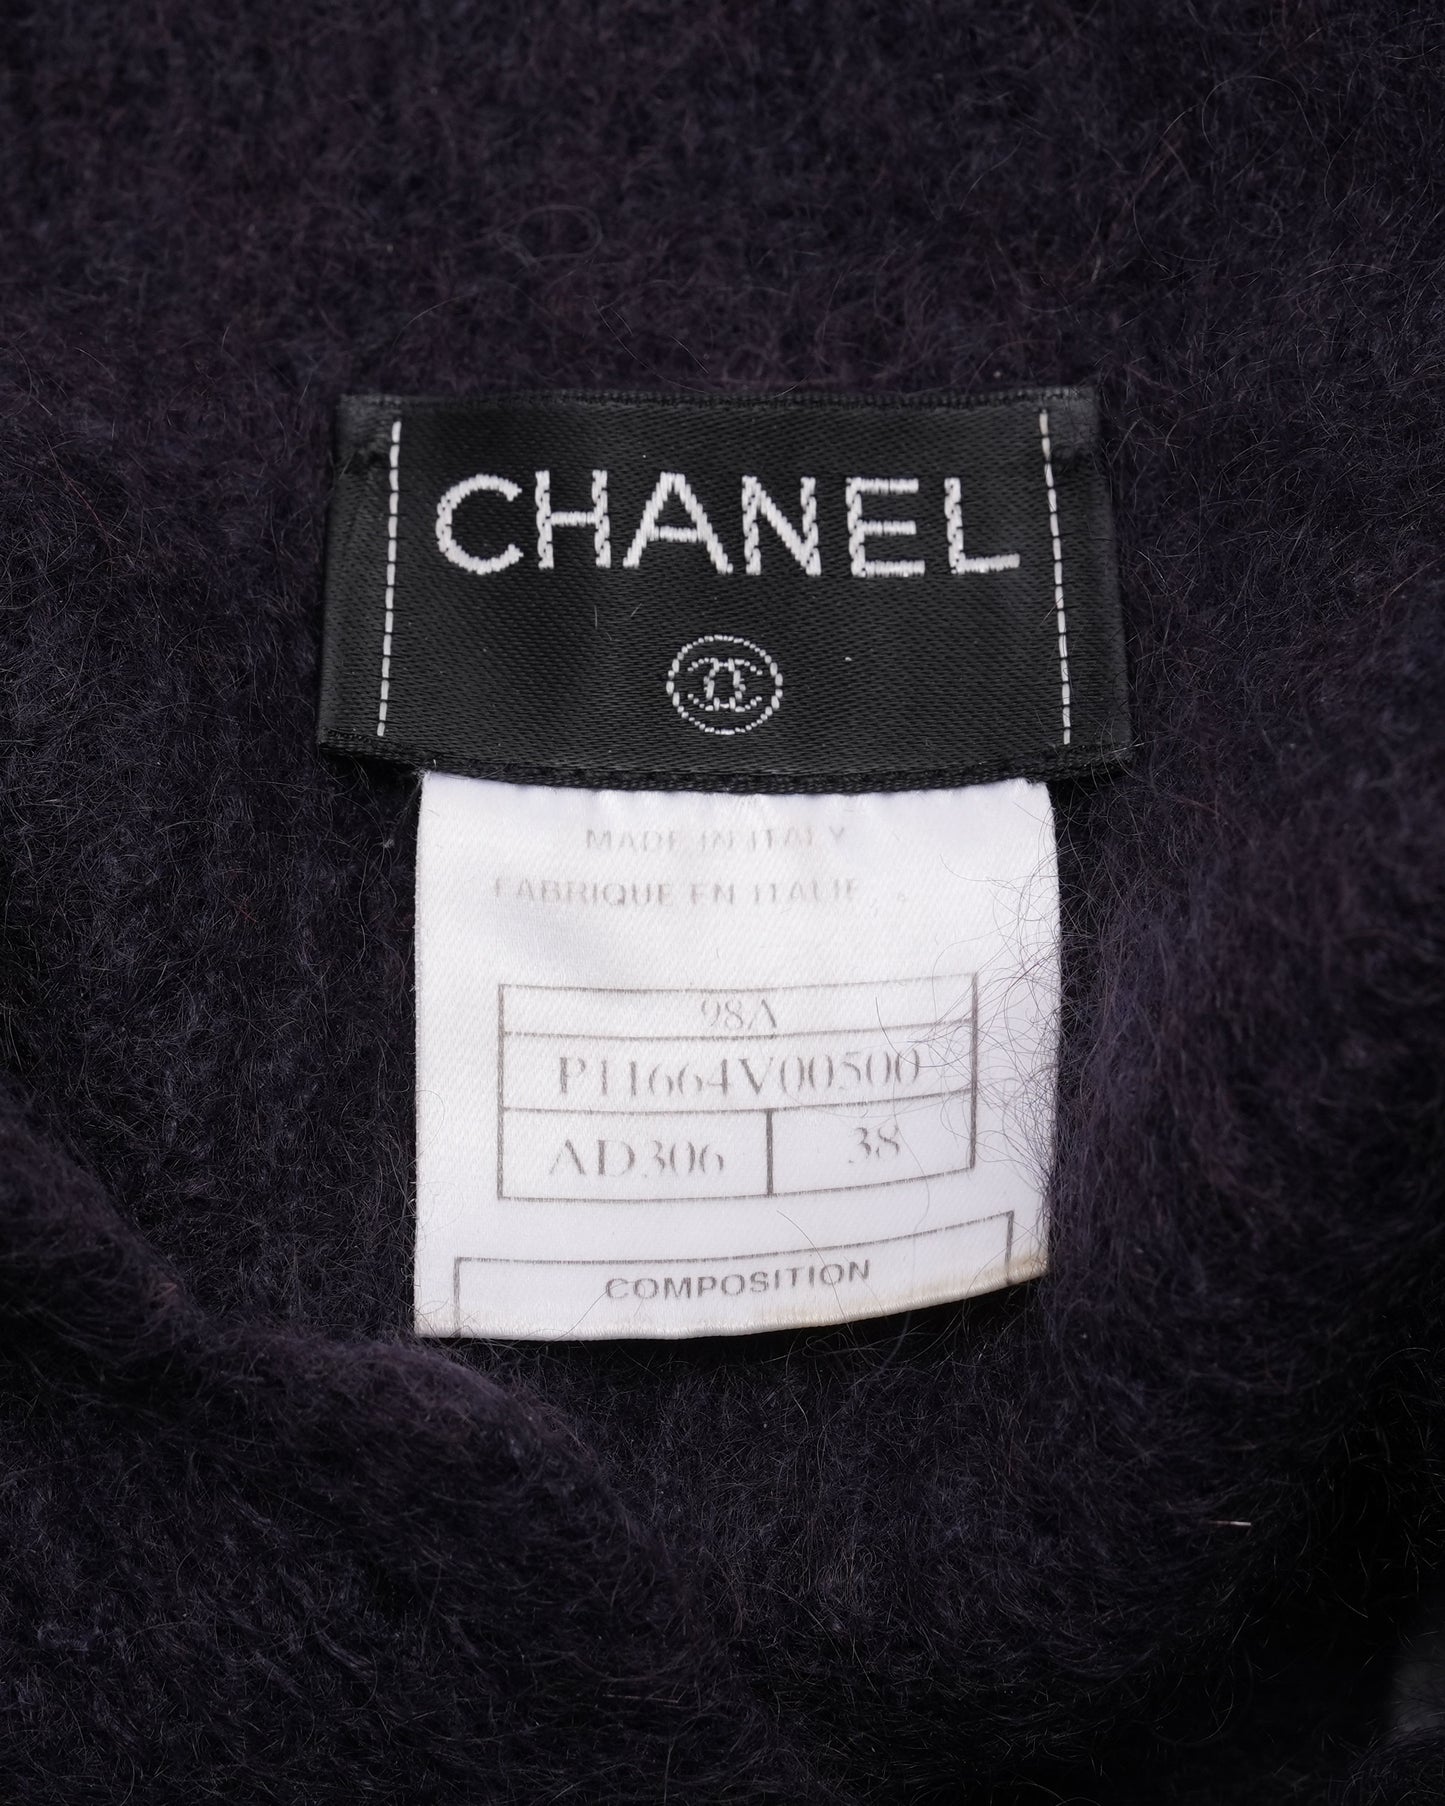 CHANEL
MADE IN ITALY
FABRIQUE EN ITALIE
98A
P11664V00500
AD306 38
COMPOSITION